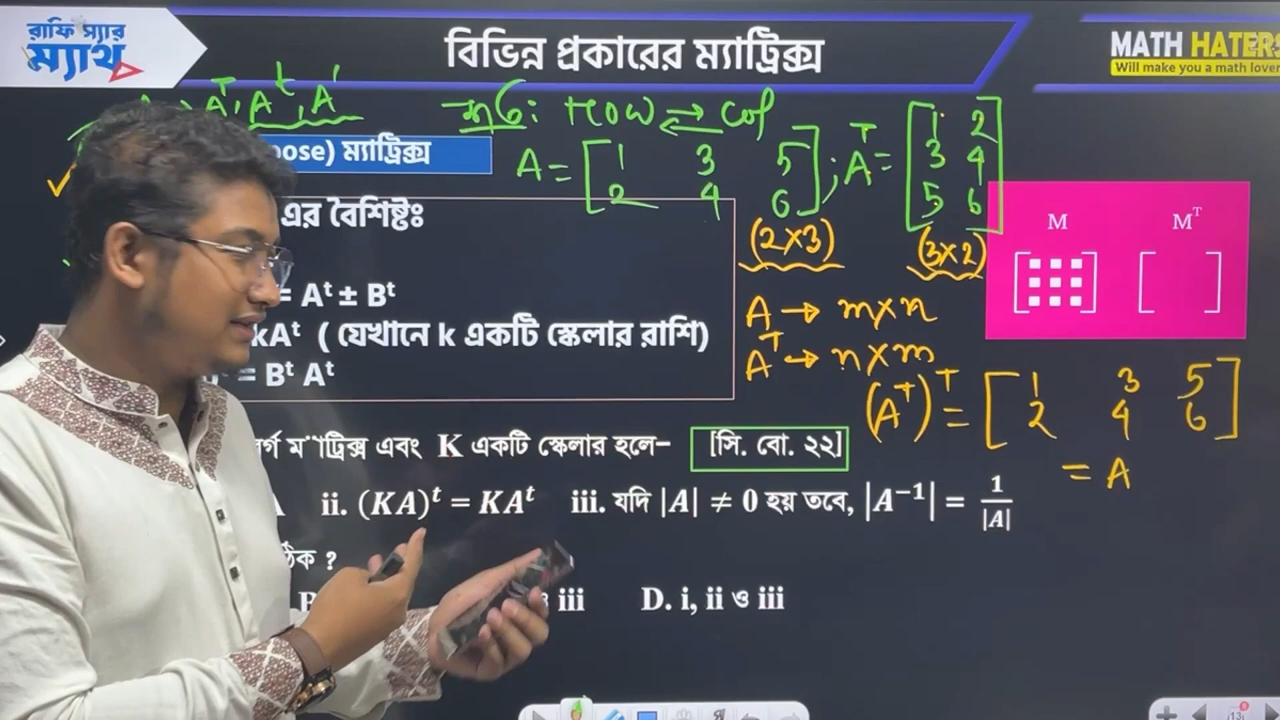 রাফি স্যার
ম্যাথ
বিভিন্ন প্রকারের ম্যাট্রিক্স
MATH HATERS
Will make you a math lover
Aᵀ, Aᵗ, A′
row ⇄ col
pose) ম্যাট্রিক্স
A = [1 3 5
2 4 6]
; Aᵀ = [1 2
3 4
5 6]
(2×3) (3×2)
এর বৈশিষ্টঃ
= Aᵗ ± Bᵗ
kAᵗ ( যেখানে k একটি স্কেলার রাশি)
= Bᵗ Aᵗ
A → m×n
Aᵀ → n×m
M Mᵀ
(Aᵀ)ᵀ = [1 3 5
2 4 6]
= A
এবং K একটি স্কেলার হলে– [সি. বো. ২২]
ii. (KA)ᵗ = KAᵗ iii. যদি |A| ≠ 0 হয় তবে, |A⁻¹| = 1/|A|
ঠিক ?
iii D. i, ii ও iii